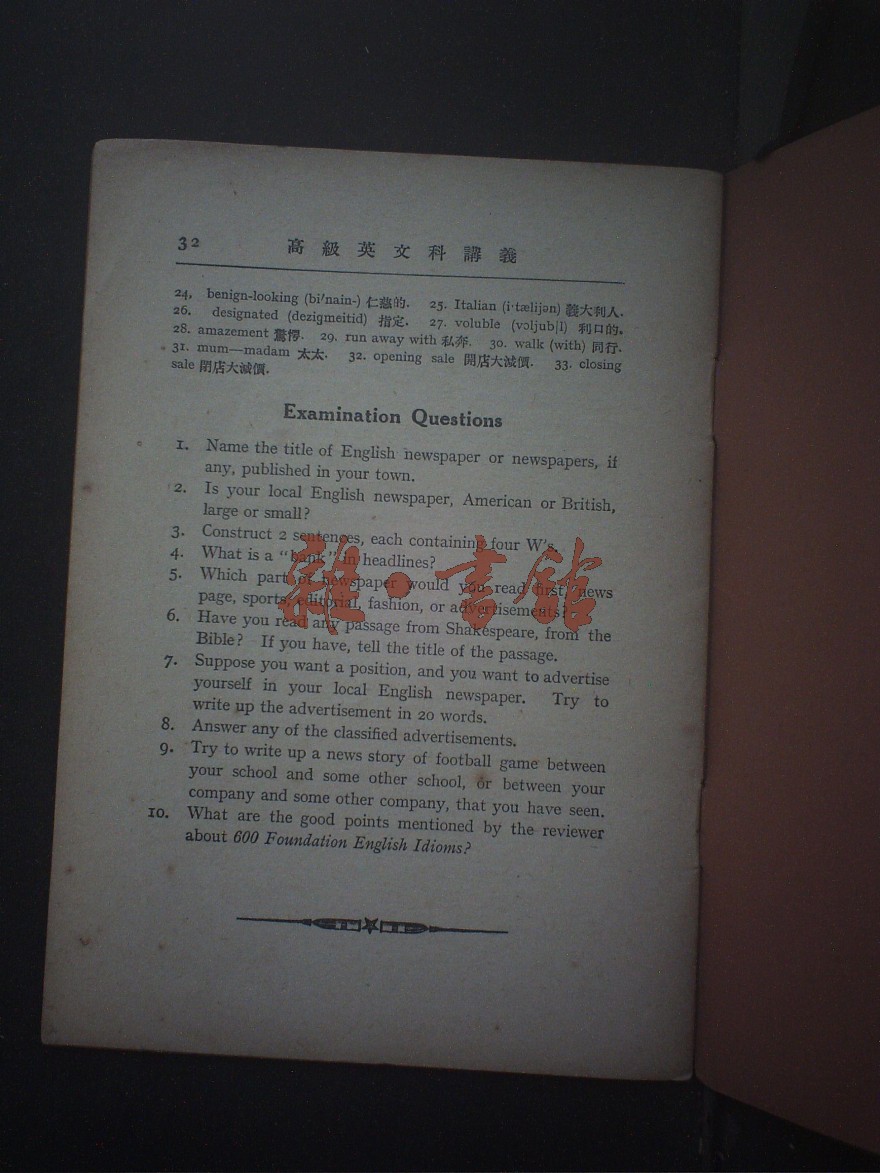 32 高級英文科講義
24, benign-looking (bi'nain-) 仁慈的. 25. Italian (i·tælijən) 義大利人.
26. designated (dezigmeitid) 指定. 27. voluble (vɔljub|l) 利口的.
28. amazement 驚愕. 29. run away with 私奔. 30. walk (with) 同行.
31. mum—madam 太太. 32. opening sale 開店大減價. 33. closing
sale 閉店大減價.
Examination Questions
1. Name the title of English newspaper or newspapers, if
any, published in your town.
2. Is your local English newspaper, American or British,
large or small?
3. Construct 2 sentences, each containing four W's.
4. What is a "bank" in headlines?
5. Which part of newspaper would you read first, news
page, sports, editorial, fashion, or advertisements?
6. Have you read any passage from Shakespeare, from the
Bible? If you have, tell the title of the passage.
7. Suppose you want a position, and you want to advertise
yourself in your local English newspaper. Try to
write up the advertisement in 20 words.
8. Answer any of the classified advertisements.
9. Try to write up a news story of football game between
your school and some other school, or between your
company and some other company, that you have seen.
10. What are the good points mentioned by the reviewer
about 600 Foundation English Idioms?
雜·書館